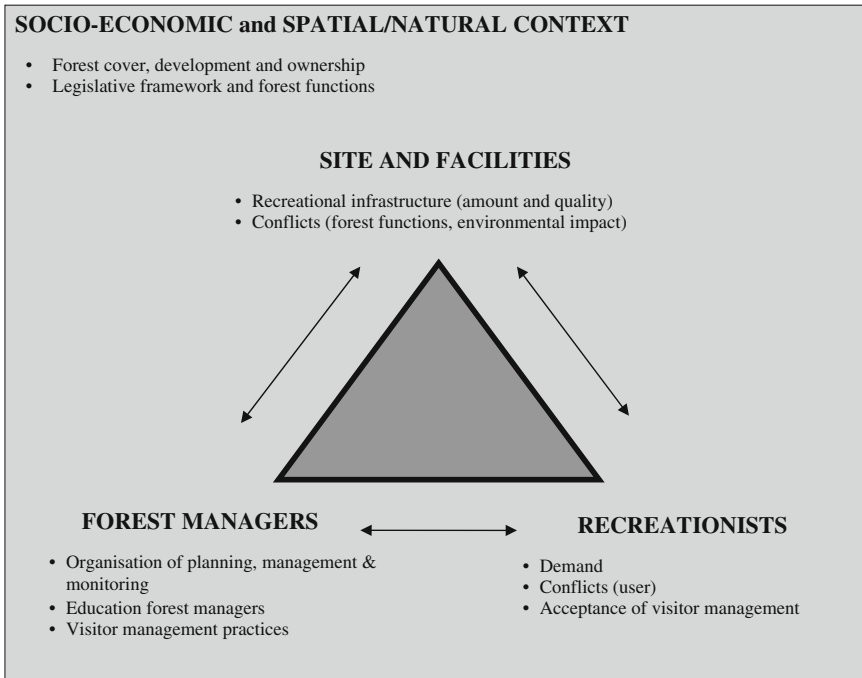 SOCIO-ECONOMIC and SPATIAL/NATURAL CONTEXT
• Forest cover, development and ownership
• Legislative framework and forest functions
SITE AND FACILITIES
• Recreational infrastructure (amount and quality)
• Conflicts (forest functions, environmental impact)
FOREST MANAGERS
• Organisation of planning, management &
monitoring
• Education forest managers
• Visitor management practices
RECREATIONISTS
• Demand
• Conflicts (user)
• Acceptance of visitor management